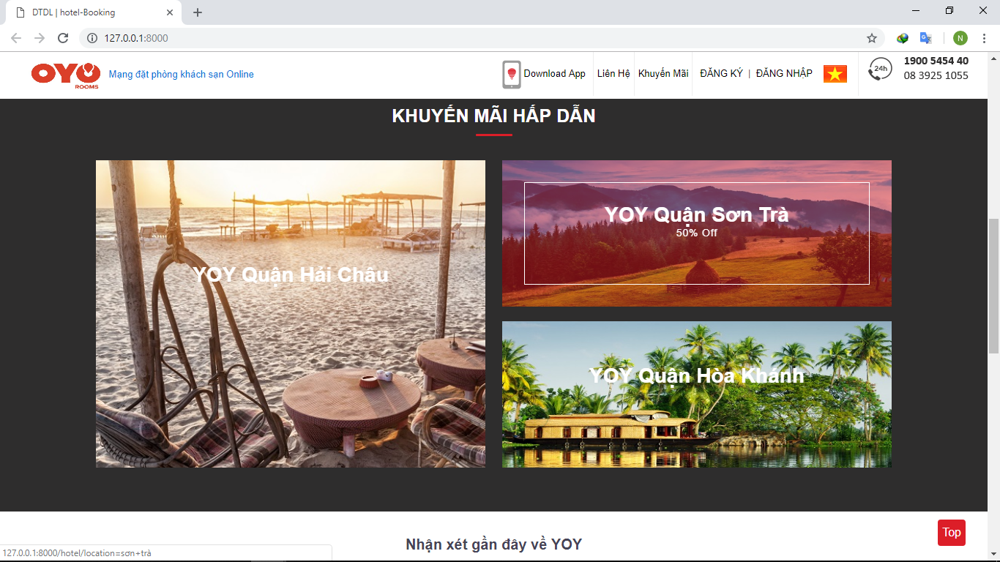 DTDL | hotel-Booking
127.0.0.1:8000
N
OYO
ROOMS
Mạng đặt phòng khách sạn Online
Download App
Liên Hệ
Khuyến Mãi
ĐĂNG KÝ | ĐĂNG NHẬP
24h
1900 5454 40
08 3925 1055
KHUYẾN MÃI HẤP DẪN
YOY Quận Hải Châu
YOY Quận Sơn Trà
50% Off
YOY Quận Hòa Khánh
Top
Nhận xét gần đây về YOY
127.0.0.1:8000/hotel/location=sơn+trà